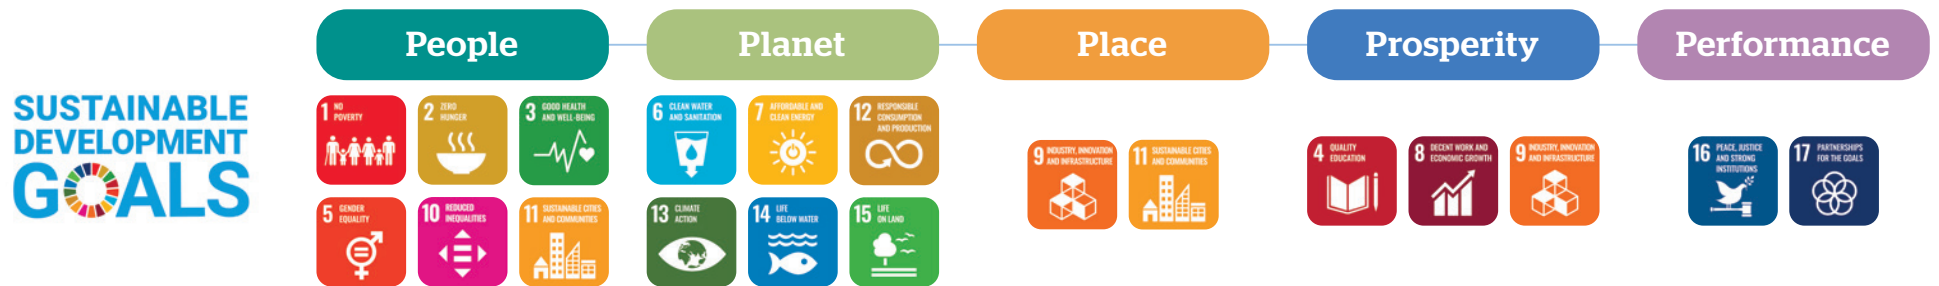 People
Planet
Place
Prosperity
Performance
SUSTAINABLE
DEVELOPMENT
GOALS
1 NO
POVERTY
2 ZERO
HUNGER
3 GOOD HEALTH
AND WELL-BEING
5 GENDER
EQUALITY
10 REDUCED
INEQUALITIES
11 SUSTAINABLE CITIES
AND COMMUNITIES
6 CLEAN WATER
AND SANITATION
7 AFFORDABLE AND
CLEAN ENERGY
12 RESPONSIBLE
CONSUMPTION
AND PRODUCTION
13 CLIMATE
ACTION
14 LIFE
BELOW WATER
15 LIFE
ON LAND
9 INDUSTRY, INNOVATION
AND INFRASTRUCTURE
11 SUSTAINABLE CITIES
AND COMMUNITIES
4 QUALITY
EDUCATION
8 DECENT WORK AND
ECONOMIC GROWTH
9 INDUSTRY, INNOVATION
AND INFRASTRUCTURE
16 PEACE, JUSTICE
AND STRONG
INSTITUTIONS
17 PARTNERSHIPS
FOR THE GOALS